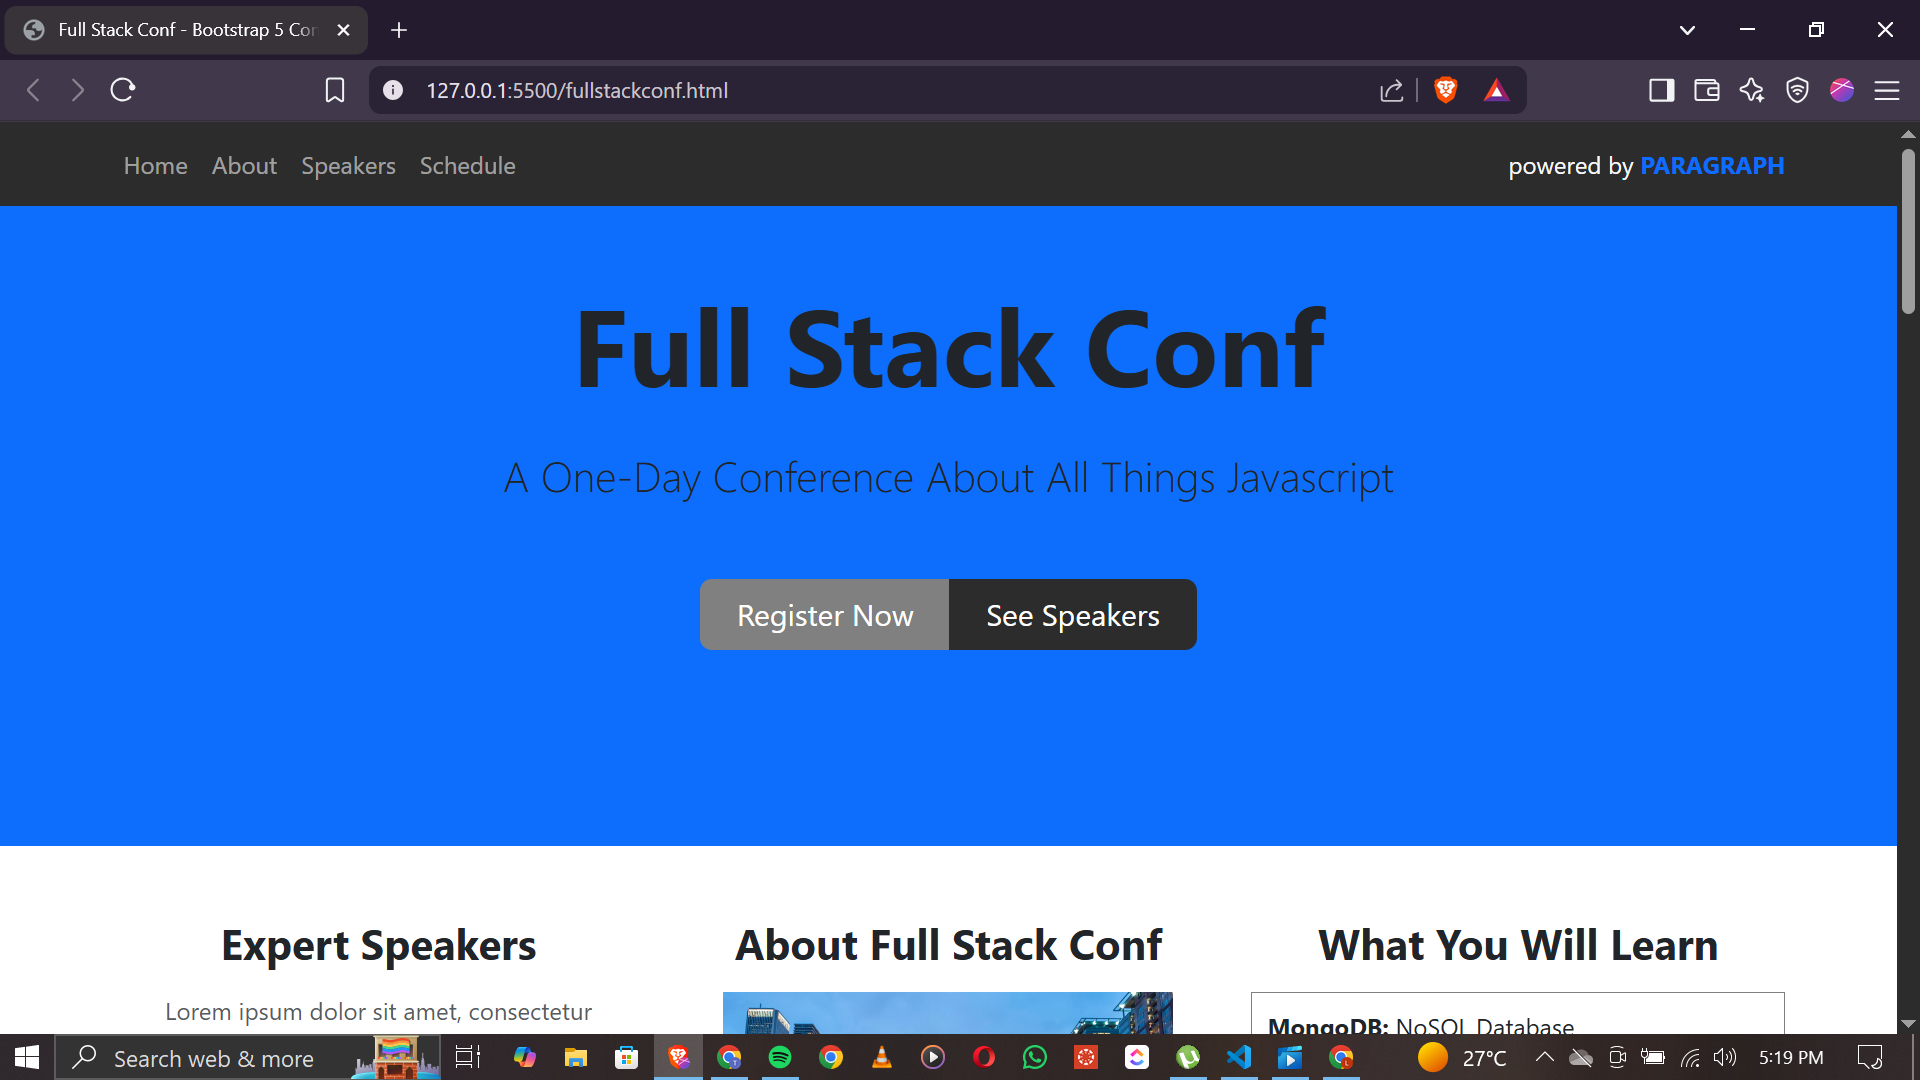 Full Stack Conf - Bootstrap 5 Con
127.0.0.1:5500/fullstackconf.html
Home About Speakers Schedule powered by PARAGRAPH
Full Stack Conf
A One-Day Conference About All Things Javascript
Register Now See Speakers
Expert Speakers
Lorem ipsum dolor sit amet, consectetur
About Full Stack Conf
What You Will Learn
MongoDB: NoSQL Database
Search web & more
27°C
5:19 PM